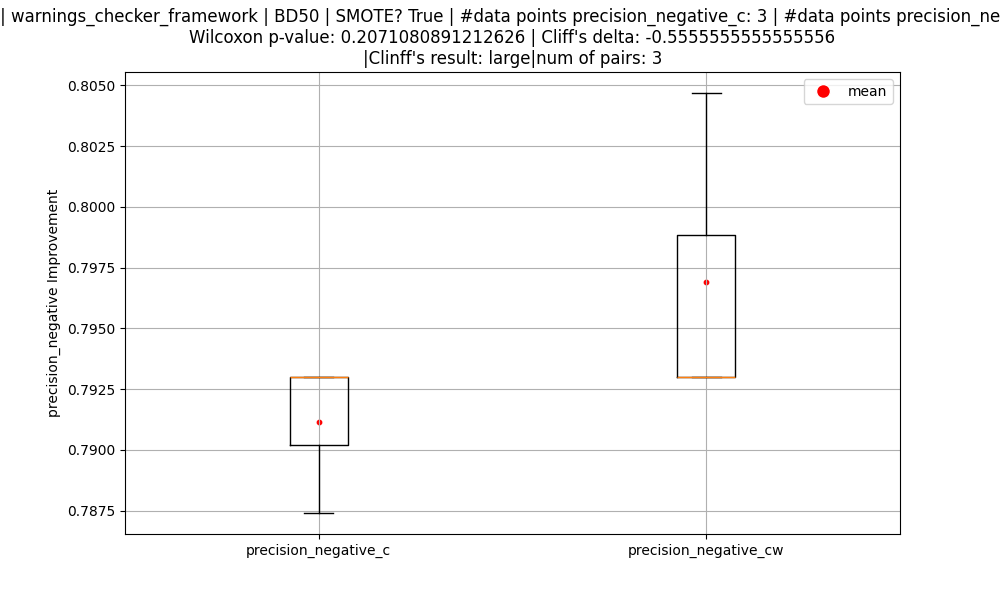 | warnings_checker_framework | BD50 | SMOTE? True | #data points precision_negative_c: 3 | #data points precision_ne
Wilcoxon p-value: 0.2071080891212626 | Cliff's delta: -0.5555555555555556
|Clinff's result: large|num of pairs: 3
mean
precision_negative Improvement
0.8050
0.8025
0.8000
0.7975
0.7950
0.7925
0.7900
0.7875
precision_negative_c
precision_negative_cw